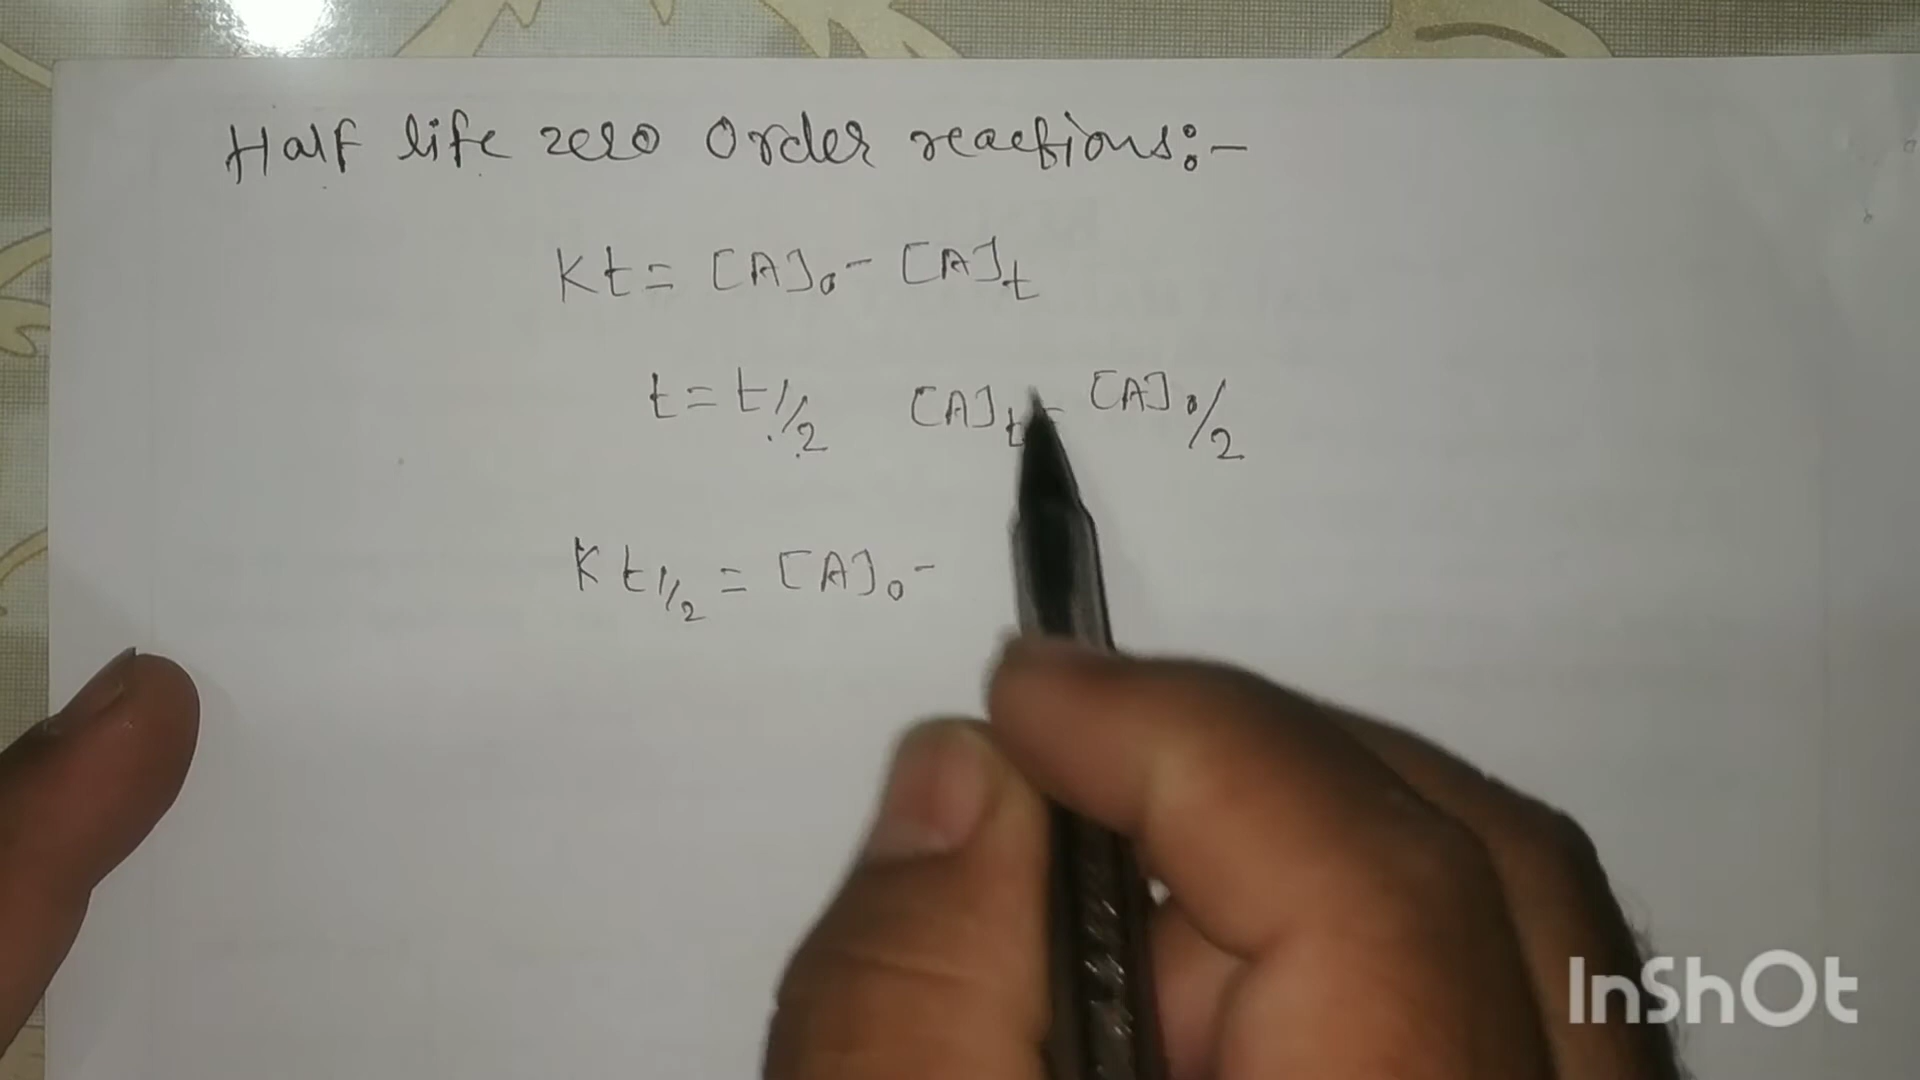 Half life zero Order reactions:-
Kt = [A]₀ - [A]t
t = t1/2 [A]t = [A]₀/2
Kt1/2 = [A]₀ -
InShOt